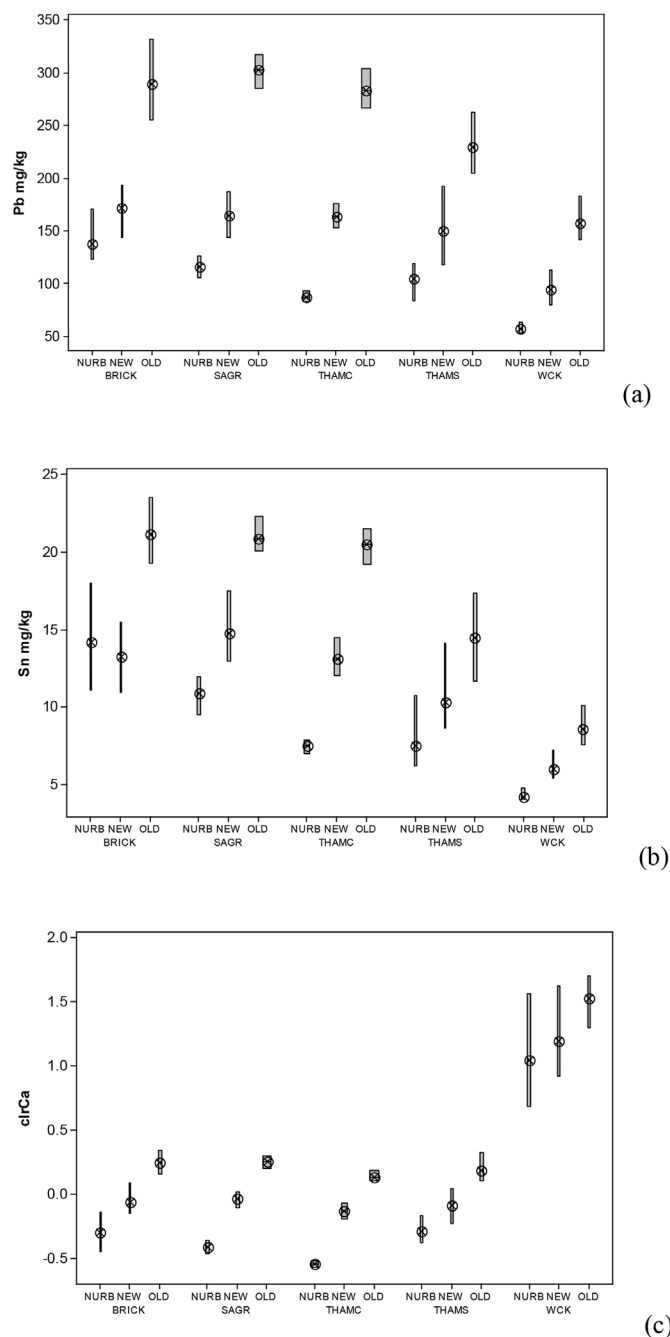 350
300
250
200
150
100
50
Pb mg/kg
NURB NEW OLD NURB NEW OLD NURB NEW OLD NURB NEW OLD NURB NEW OLD
BRICK SAGR THAMC THAMS WCK
(a)
25
20
15
10
5
Sn mg/kg
NURB NEW OLD NURB NEW OLD NURB NEW OLD NURB NEW OLD NURB NEW OLD
BRICK SAGR THAMC THAMS WCK
(b)
2.0
1.5
1.0
0.5
0.0
-0.5
clrCa
NURB NEW OLD NURB NEW OLD NURB NEW OLD NURB NEW OLD NURB NEW OLD
BRICK SAGR THAMC THAMS WCK
(c)